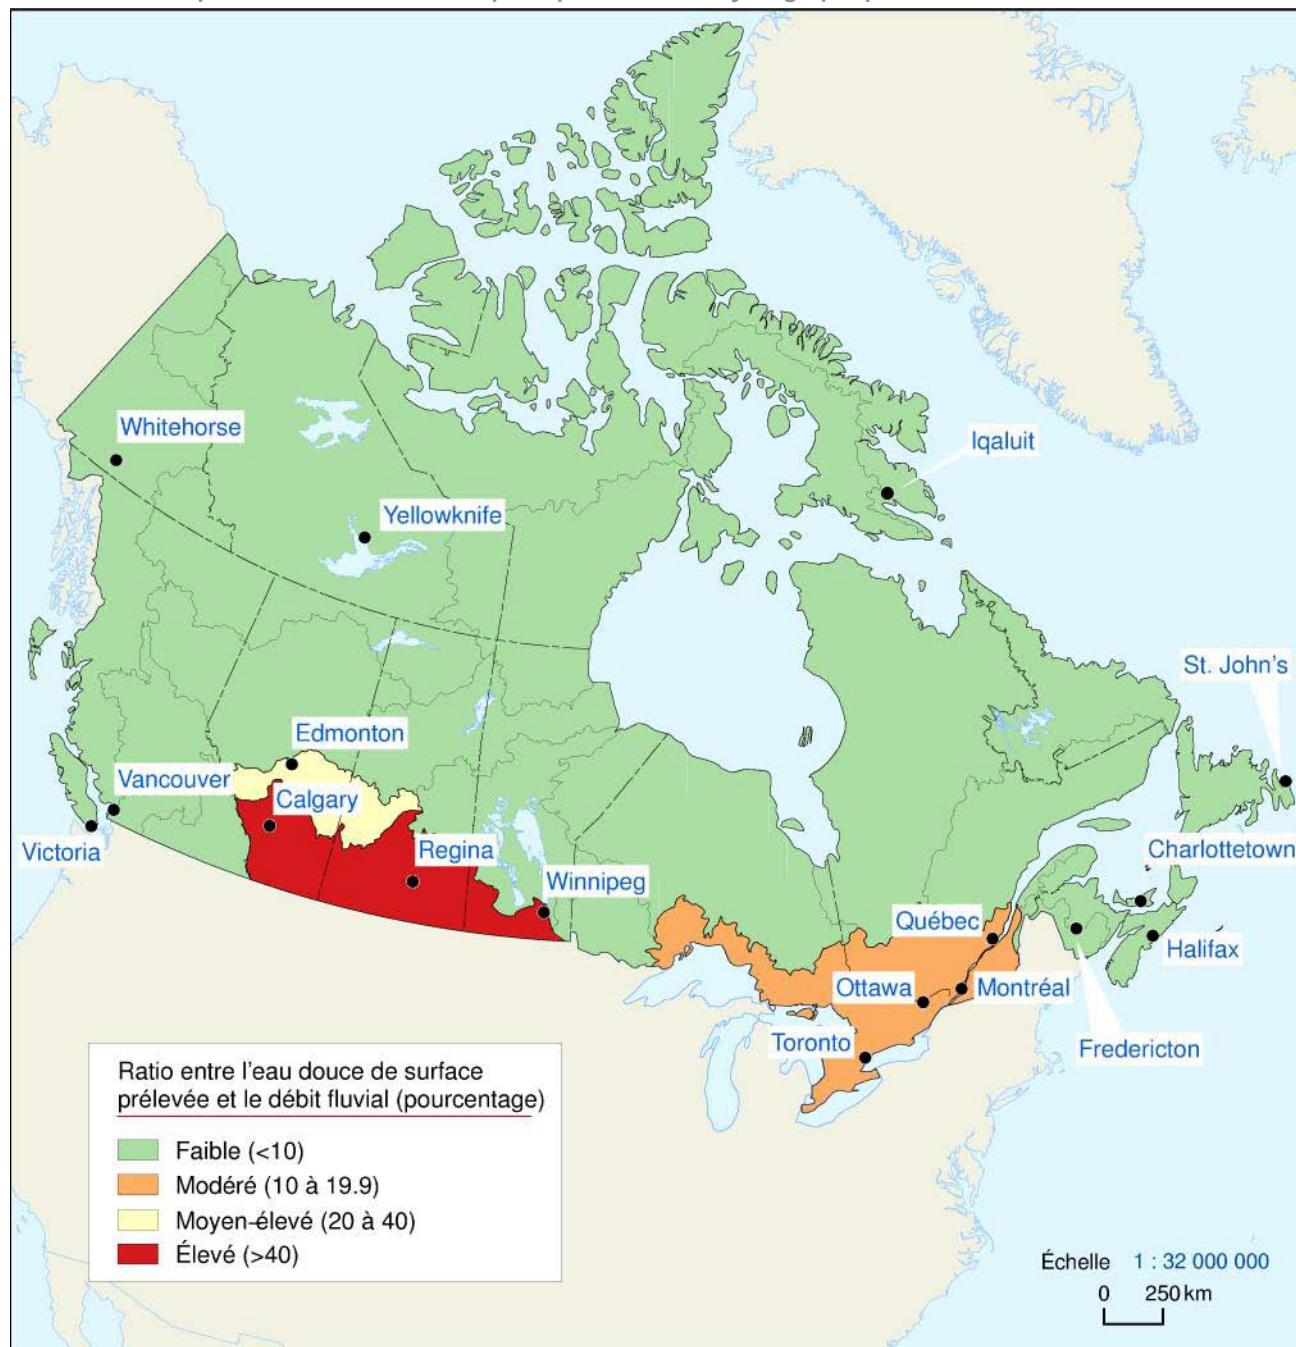 Whitehorse
Iqaluit
Yellowknife
St. John's
Edmonton
Vancouver
Calgary
Victoria
Regina
Charlottetown
Winnipeg
Québec
Halifax
Ottawa
Montréal
Toronto
Fredericton
Ratio entre l'eau douce de surface
prélevée et le débit fluvial (pourcentage)
Faible (<10)
Modéré (10 à 19.9)
Moyen-élevé (20 à 40)
Élevé (>40)
Échelle 1 : 32 000 000
0 250 km